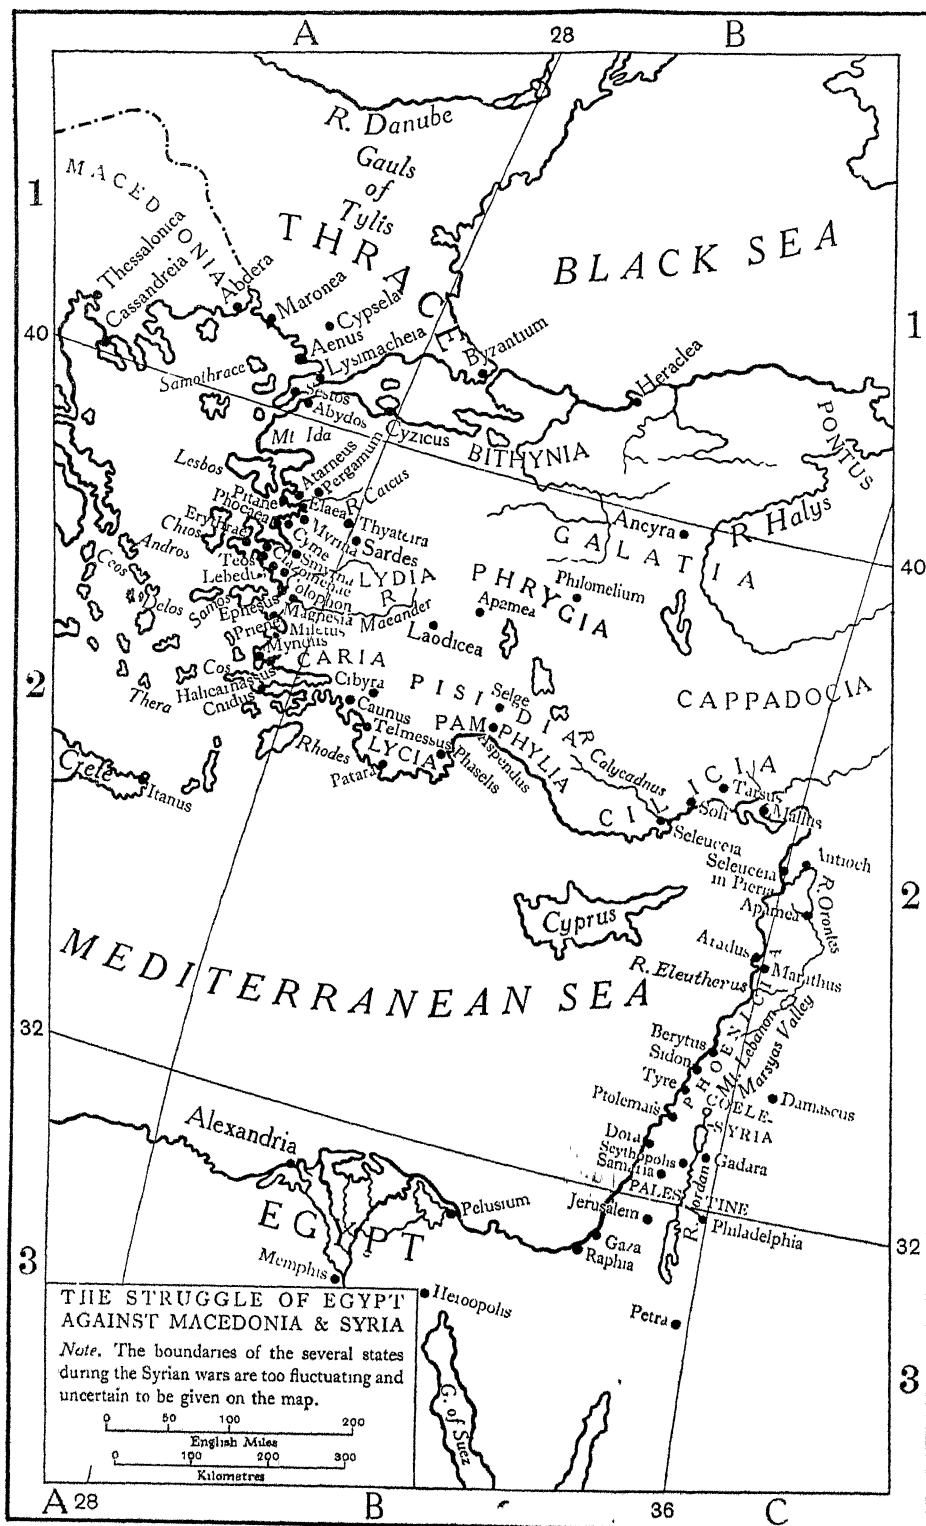 A
28
B
R. Danube
Gauls
of
Tylis
MACEDONIA
1
THRACE
BLACK SEA
Thessalonica
Cassandreia
Abdera
Maronea
Cypsela
Aenus
Lysimacheia
Byzantium
Heraclea
1
40
Samothrace
Sestos
Abydos
Cyzicus
Mt Ida
BITHYNIA
PONTUS
Lesbos
Atarneus
Pergamum
Pitane
Elaea
R. Caicus
Phocaea
Myrina
Thyatira
Erythrae
Cyme
Sardes
Chios
Smyrna
Ancyra
R Halys
GALATIA
Andros
Ceos
Teos
Clazomenae
Lebedus
Colophon
LYDIA
PHRYGIA
Philomelium
40
Delos
Samos
Ephesus
Magnesia
R
Maeander
Apamea
Priene
Miletus
Laodicea
Myndus
CARIA
2
Cos
Halicarnassus
Cnidus
Thera
Cibyra
PISIDIA
Selge
CAPPADOCIA
Caunus
PAMPHYLIA
Telmessus
Aspendus
Rhodes
LYCIA
Phaselis
R Calycadnus
Patara
Crete
Itanus
CILICIA
Tarsus
Soli
Mallus
Seleuceia
Seleuceia
in Pieria
Antioch
R. Orontes
2
Apamea
Cyprus
Aradus
MEDITERRANEAN SEA
R. Eleutherus
Marathus
PHOENICIA
Mt. Lebanon
Marsyas Valley
32
Berytus
Sidon
Tyre
Damascus
Ptolemais
COELE-
SYRIA
Alexandria
Dora
Scythopolis
Samaria
Gadara
PALESTINE
R. Jordan
EGYPT
Pelusium
Jerusalem
Philadelphia
Gaza
Raphia
32
3
Memphis
Heroopolis
Petra
THE STRUGGLE OF EGYPT
AGAINST MACEDONIA & SYRIA
Note. The boundaries of the several states
during the Syrian wars are too fluctuating and
uncertain to be given on the map.
0 50 100 200
English Miles
0 100 200 300
Kilometres
G. of Suez
3
A 28
B
36
C